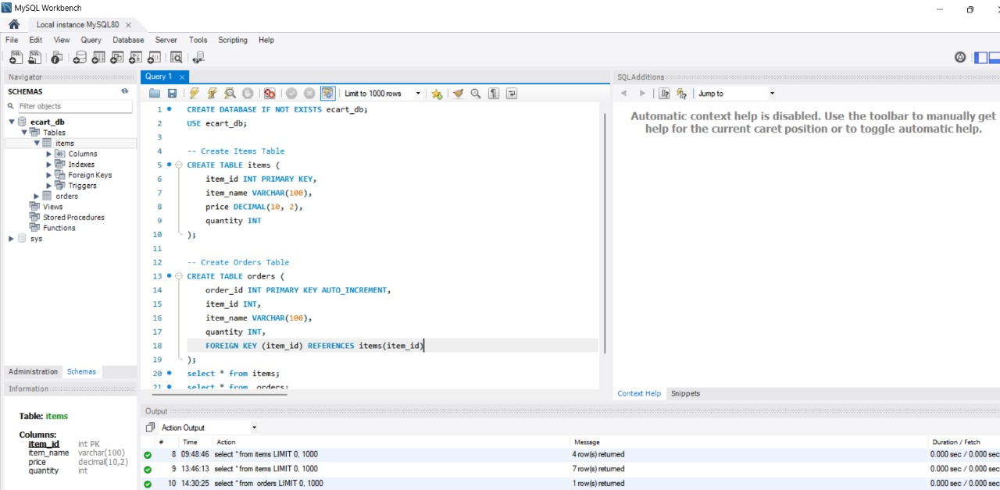 MySQL Workbench
Local instance MySQL80
File Edit View Query Database Server Tools Scripting Help
Navigator
SCHEMAS
Filter objects
ecart_db
Tables
items
Columns
Indexes
Foreign Keys
Triggers
orders
Views
Stored Procedures
Functions
sys
Administration Schemas
Information
Table: items
Columns:
item_id int PK
item_name varchar(100)
price decimal(10,2)
quantity int
Query 1
Limit to 1000 rows
1 CREATE DATABASE IF NOT EXISTS ecart_db;
2 USE ecart_db;
3
4 -- Create Items Table
5 CREATE TABLE items (
6 item_id INT PRIMARY KEY,
7 item_name VARCHAR(100),
8 price DECIMAL(10, 2),
9 quantity INT
10 );
11
12 -- Create Orders Table
13 CREATE TABLE orders (
14 order_id INT PRIMARY KEY AUTO_INCREMENT,
15 item_id INT,
16 item_name VARCHAR(100),
17 quantity INT,
18 FOREIGN KEY (item_id) REFERENCES items(item_id)
19 );
20 select * from items;
21 select * from orders;
SQLAdditions
Jump to
Automatic context help is disabled. Use the toolbar to manually get
help for the current caret position or to toggle automatic help.
Context Help Snippets
Output
Action Output
# Time Action Message Duration / Fetch
8 09:48:46 select * from items LIMIT 0, 1000 4 row(s) returned 0.000 sec / 0.000 sec
9 13:46:13 select * from items LIMIT 0, 1000 7 row(s) returned 0.000 sec / 0.000 sec
10 14:30:25 select * from orders LIMIT 0, 1000 1 row(s) returned 0.000 sec / 0.000 sec